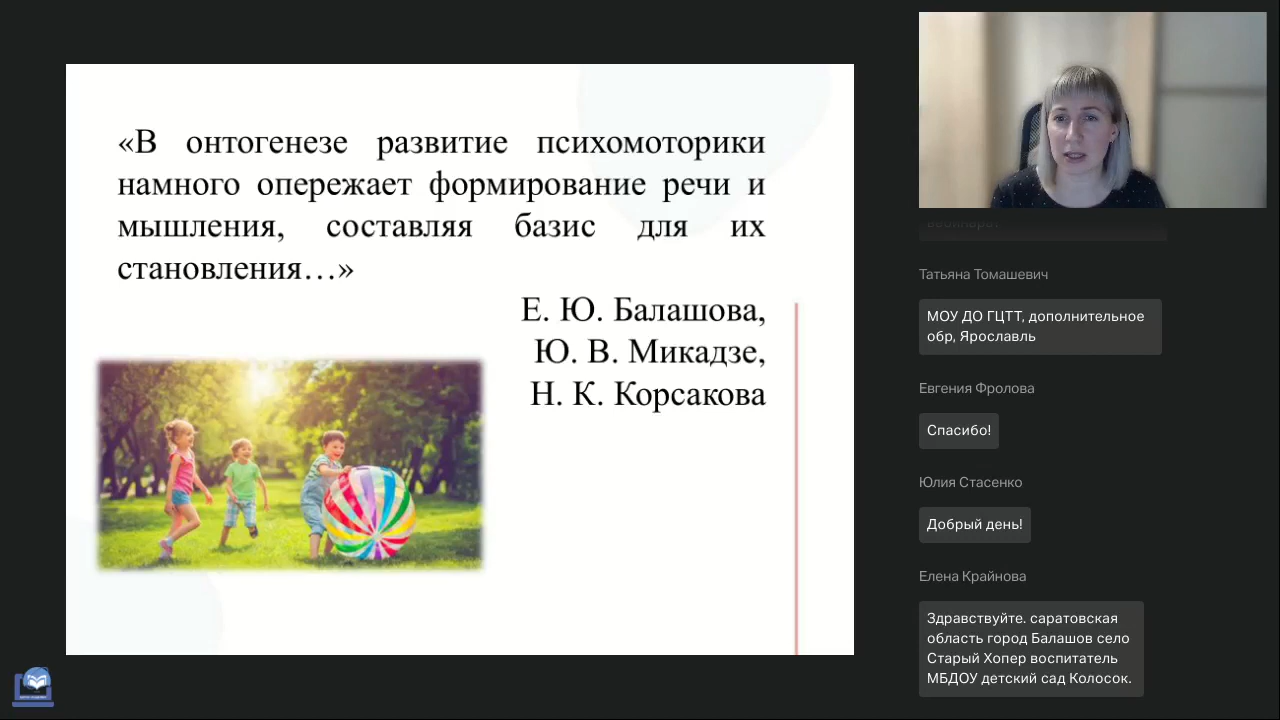 «В онтогенезе развитие психомоторики
намного опережает формирование речи и
мышления, составляя базис для их
становления…»
Е. Ю. Балашова,
Ю. В. Микадзе,
Н. К. Корсакова
Татьяна Томашевич
МОУ ДО ГЦТТ, дополнительное
обр, Ярославль
Евгения Фролова
Спасибо!
Юлия Стасенко
Добрый день!
Елена Крайнова
Здравствуйте. саратовская
область город Балашов село
Старый Хопер воспитатель
МБДОУ детский сад Колосок.